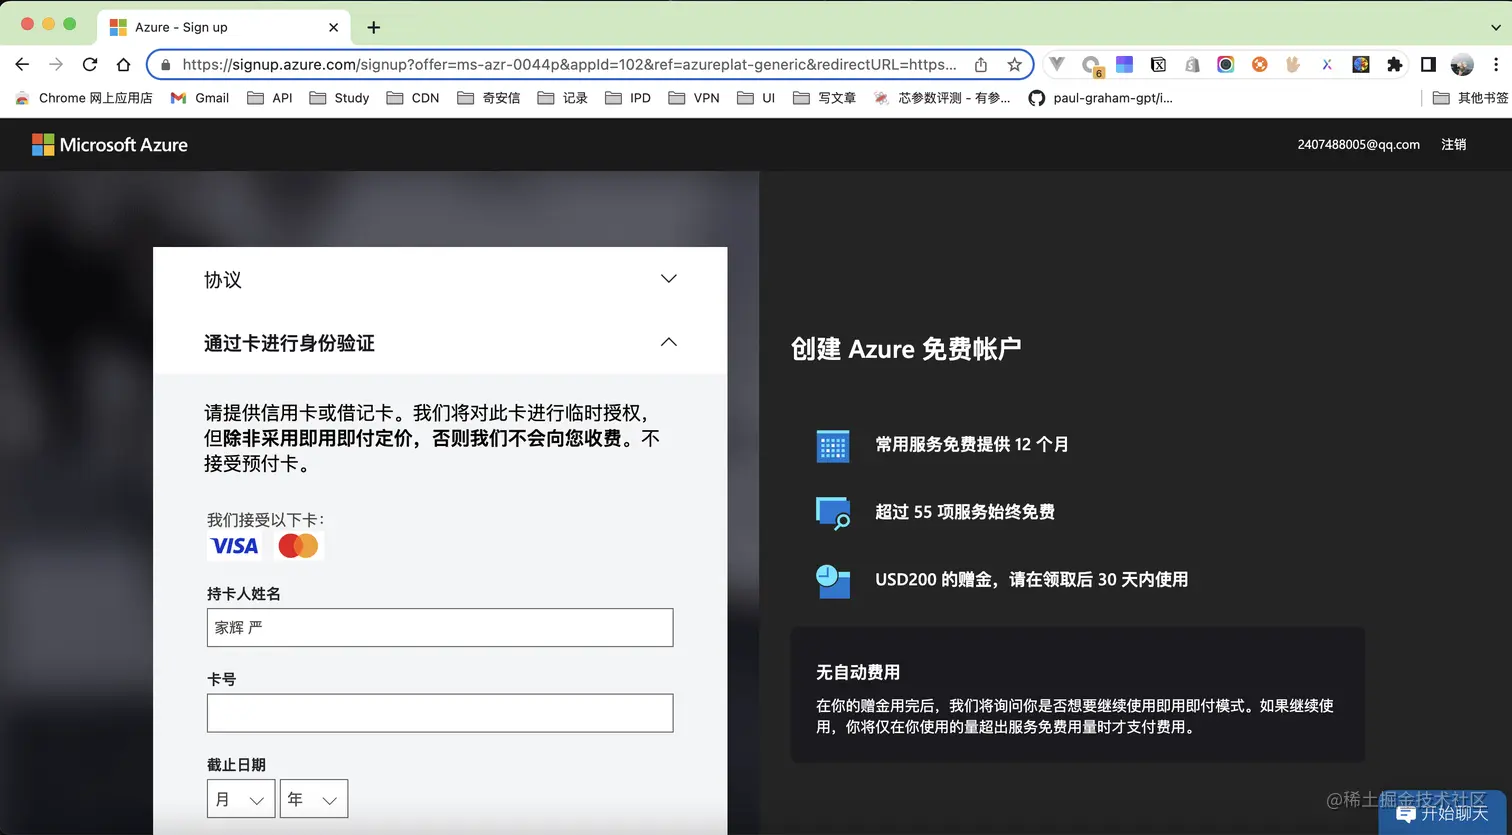 Azure - Sign up
https://signup.azure.com/signup?offer=ms-azr-0044p&appId=102&ref=azureplat-generic&redirectURL=https...
6
Chrome 网上应用店 Gmail API Study CDN 奇安信 记录 IPD VPN UI 写文章 芯参数评测 - 有参... paul-graham-gpt/i... 其他书签
Microsoft Azure
2407488005@qq.com 注销
协议
通过卡进行身份验证
请提供信用卡或借记卡。我们将对此卡进行临时授权，
但除非采用即用即付定价，否则我们不会向您收费。不
接受预付卡。
我们接受以下卡：
VISA
持卡人姓名
家辉 严
卡号
截止日期
月 年
创建 Azure 免费帐户
常用服务免费提供 12 个月
超过 55 项服务始终免费
USD200 的赠金，请在领取后 30 天内使用
无自动费用
在你的赠金用完后，我们将询问你是否想要继续使用即用即付模式。如果继续使
用，你将仅在你使用的量超出服务免费用量时才支付费用。
@稀土掘金技术社区
开始聊天